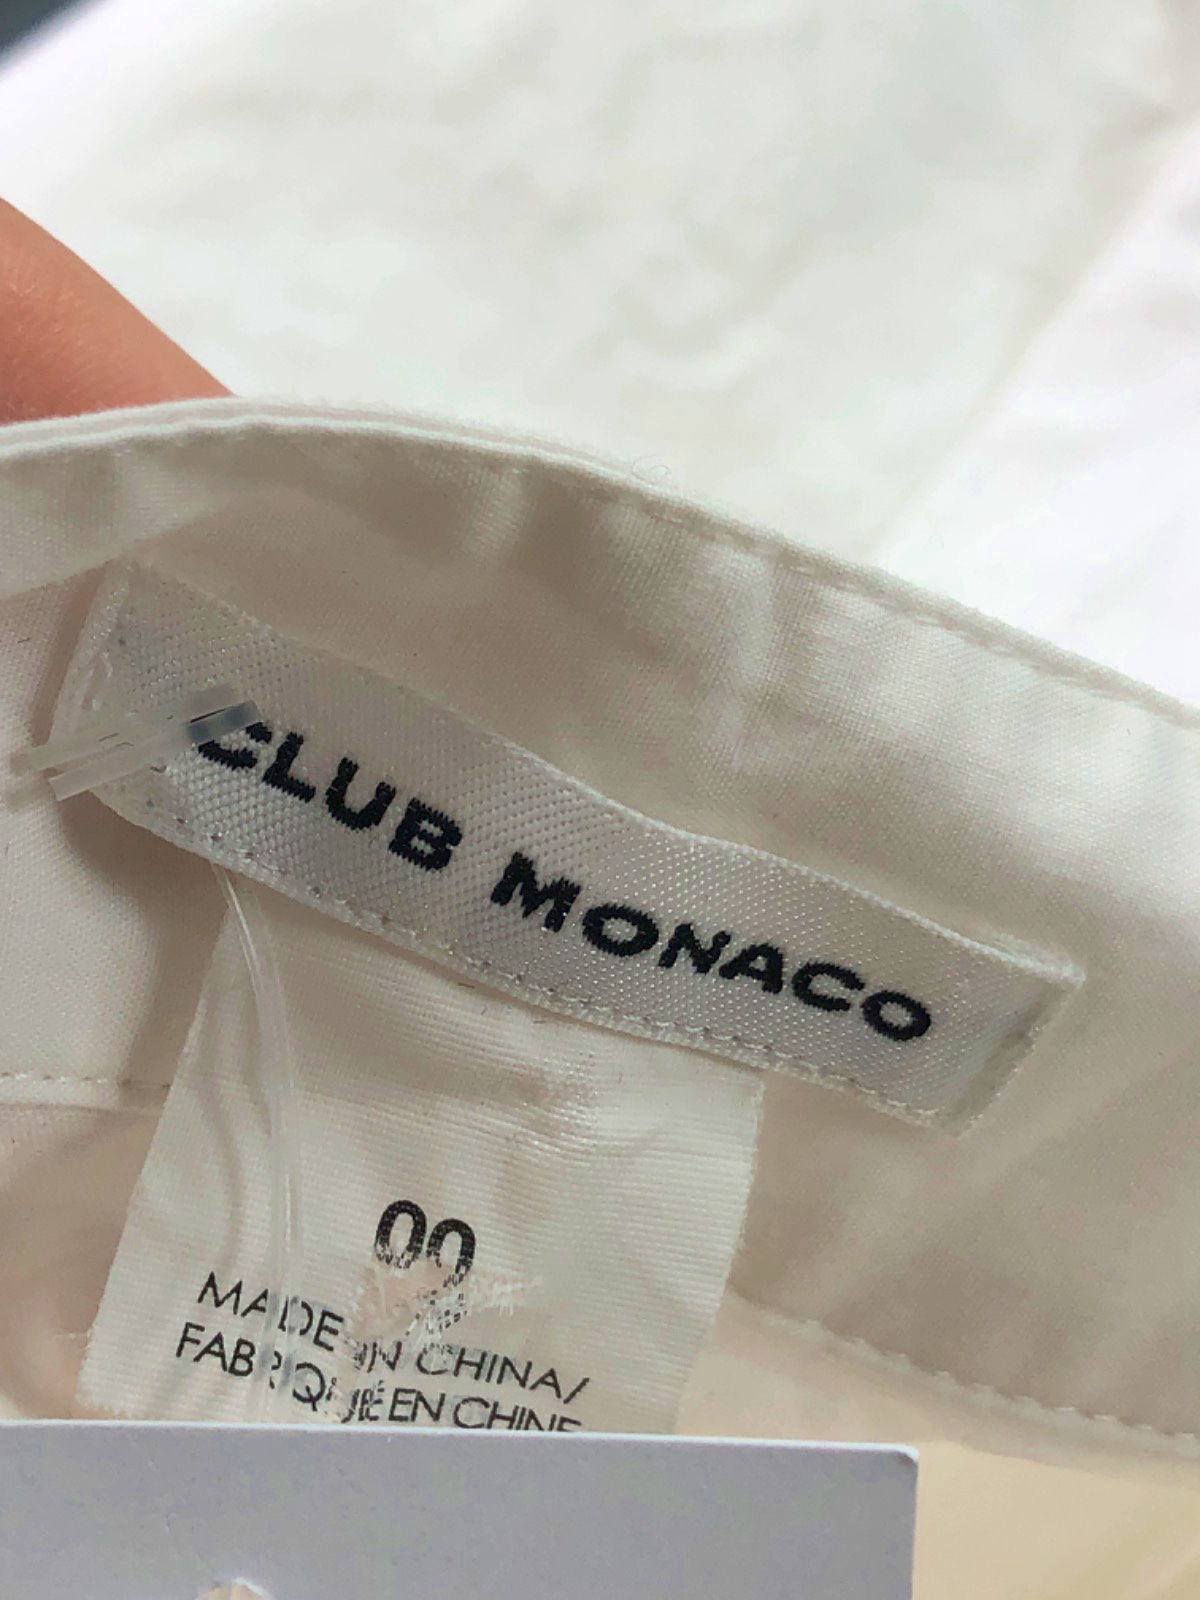 CLUB MONACO
00
MADE IN CHINA/
FABRIQUÉ EN CHINE